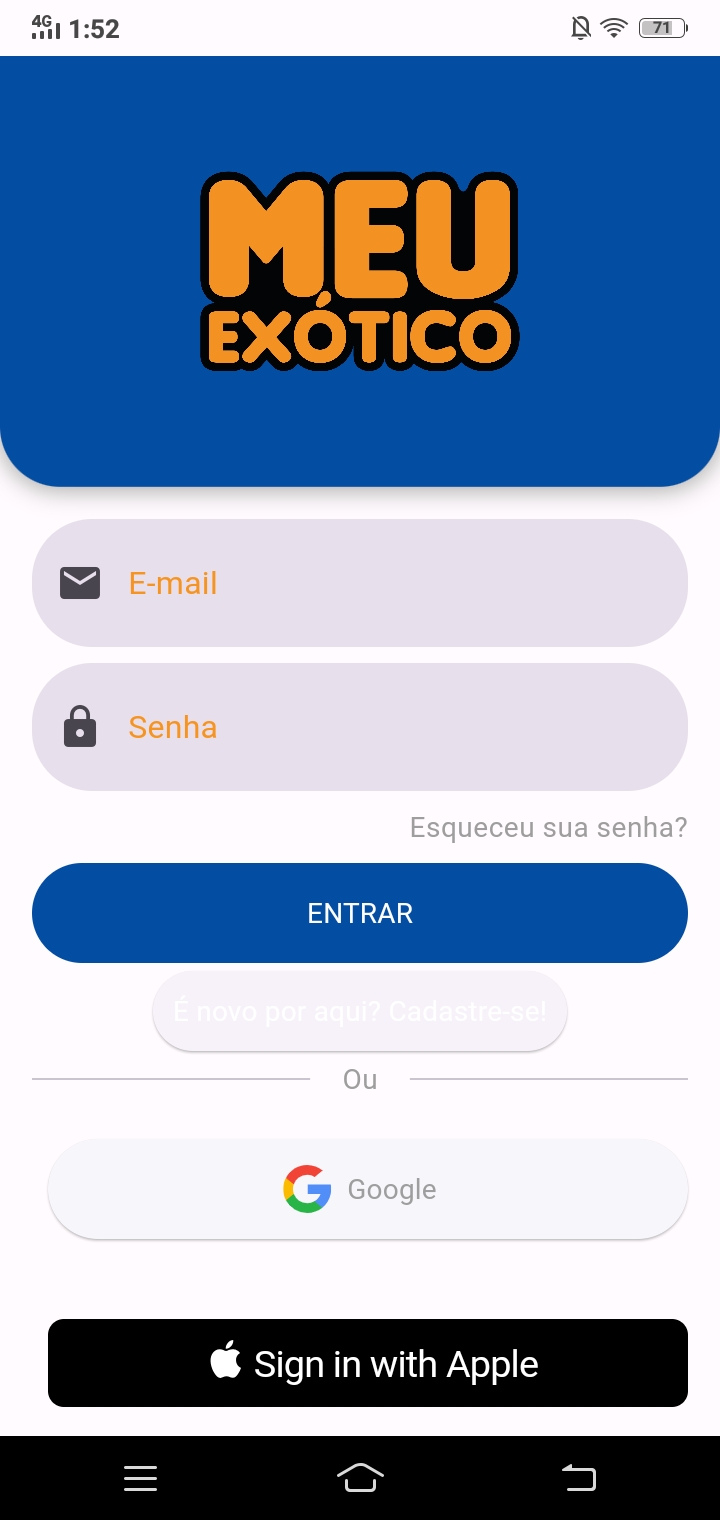 4G 1:52 71
MEU
EXÓTICO
E-mail
Senha
Esqueceu sua senha?
ENTRAR
É novo por aqui? Cadastre-se!
Ou
Google
Sign in with Apple